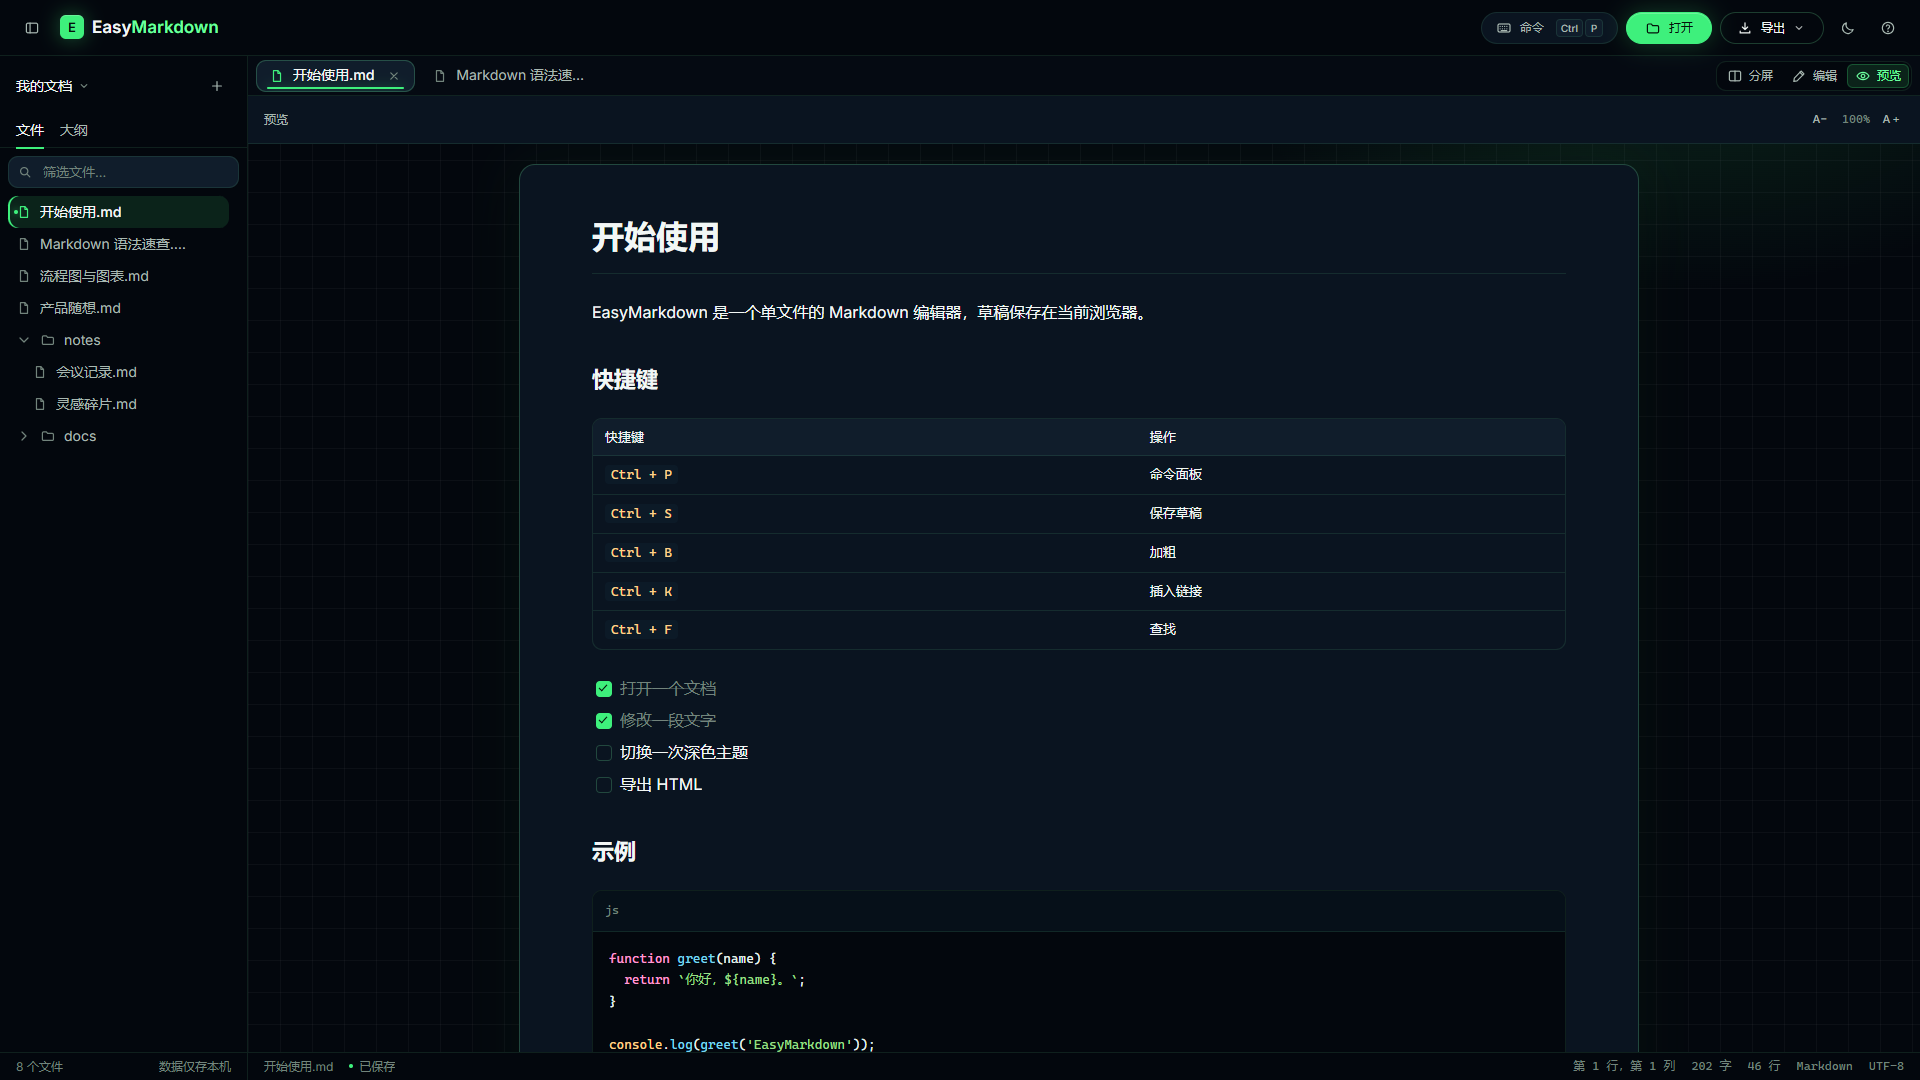 E EasyMarkdown
命令 Ctrl P
打开
导出
我的文档
开始使用.md
Markdown 语法速...
分屏
编辑
预览
文件 大纲
预览
A- 100% A+
筛选文件...
开始使用.md
Markdown 语法速查....
流程图与图表.md
产品随想.md
notes
会议记录.md
灵感碎片.md
docs
开始使用
EasyMarkdown 是一个单文件的 Markdown 编辑器，草稿保存在当前浏览器。
快捷键
快捷键 操作
Ctrl + P 命令面板
Ctrl + S 保存草稿
Ctrl + B 加粗
Ctrl + K 插入链接
Ctrl + F 查找
打开一个文档
修改一段文字
切换一次深色主题
导出 HTML
示例
js
function greet(name) {
  return `你好，${name}。`;
}
console.log(greet('EasyMarkdown'));
8 个文件 数据仅存本机
开始使用.md 已保存
第 1 行，第 1 列 202 字 46 行 Markdown UTF-8